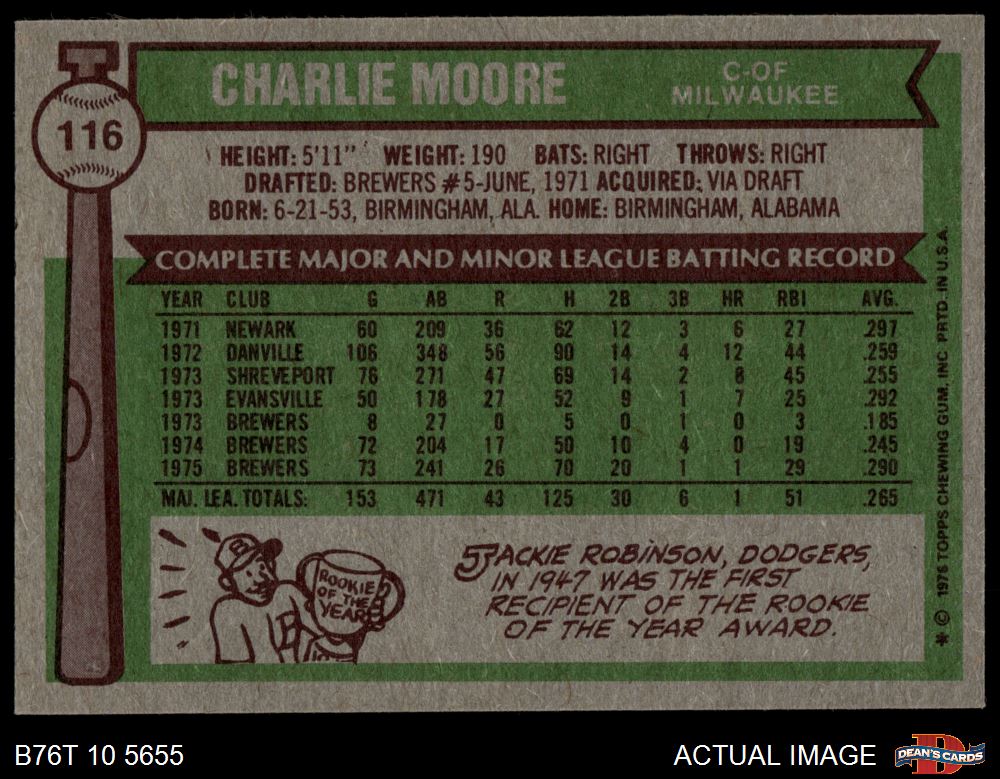 116
CHARLIE MOORE
C-OF
MILWAUKEE
HEIGHT: 5'11" WEIGHT: 190 BATS: RIGHT THROWS: RIGHT
DRAFTED: BREWERS #5-JUNE, 1971 ACQUIRED: VIA DRAFT
BORN: 6-21-53, BIRMINGHAM, ALA. HOME: BIRMINGHAM, ALABAMA
COMPLETE MAJOR AND MINOR LEAGUE BATTING RECORD
YEAR CLUB G AB R H 2B 3B HR RBI AVG.
1971 NEWARK 60 209 36 62 12 3 6 27 .297
1972 DANVILLE 106 348 56 90 14 4 12 44 .259
1973 SHREVEPORT 76 271 47 69 14 2 8 45 .255
1973 EVANSVILLE 50 178 27 52 9 1 7 25 .292
1973 BREWERS 8 27 0 5 0 1 0 3 .185
1974 BREWERS 72 204 17 50 10 4 0 19 .245
1975 BREWERS 73 241 26 70 20 1 1 29 .290
MAJ. LEA. TOTALS: 153 471 43 125 30 6 1 51 .265
ROOKIE
OF THE
YEAR
JACKIE ROBINSON, DODGERS,
IN 1947 WAS THE FIRST
RECIPIENT OF THE ROOKIE
OF THE YEAR AWARD.
* © 1976 TOPPS CHEWING GUM, INC. PRTD. IN U.S.A.
B76T 10 5655
ACTUAL IMAGE
DEAN'S CARDS